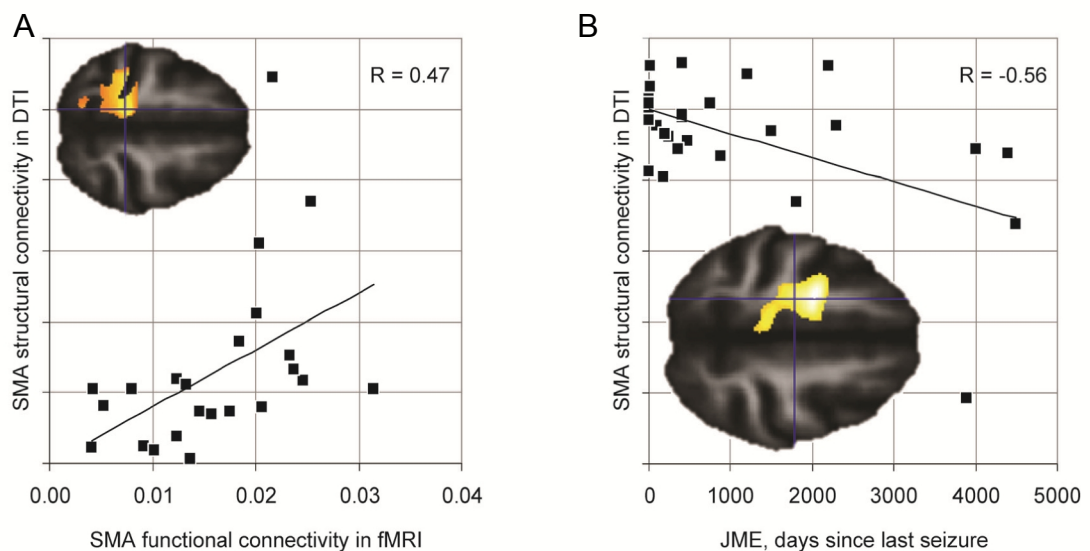 A
R = 0.47
SMA structural connectivity in DTI
0.00 0.01 0.02 0.03 0.04
SMA functional connectivity in fMRI
B
R = -0.56
SMA structural connectivity in DTI
0 1000 2000 3000 4000 5000
JME, days since last seizure